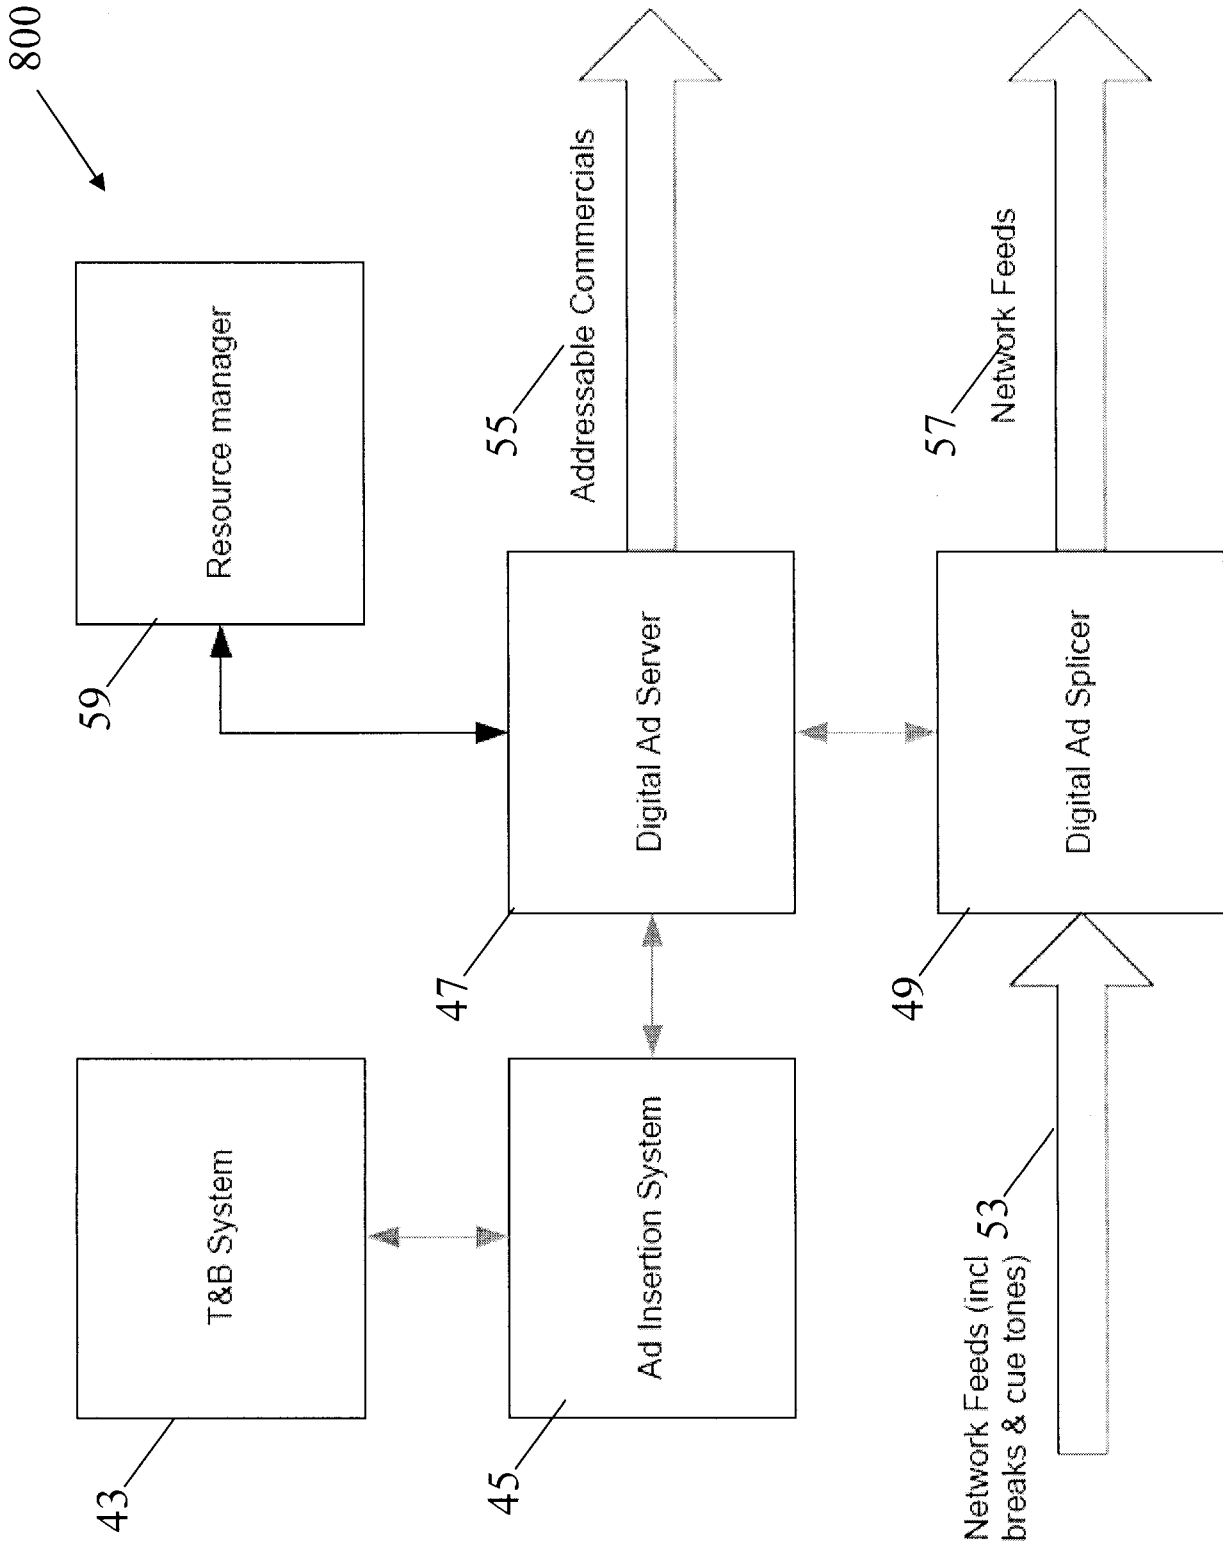 800
T&B System
43
Resource manager
59
Ad Insertion System
45
Digital Ad Server
47
Addressable Commercials
55
Network Feeds (incl
breaks & cue tones)
53
Digital Ad Splicer
49
Network Feeds
57